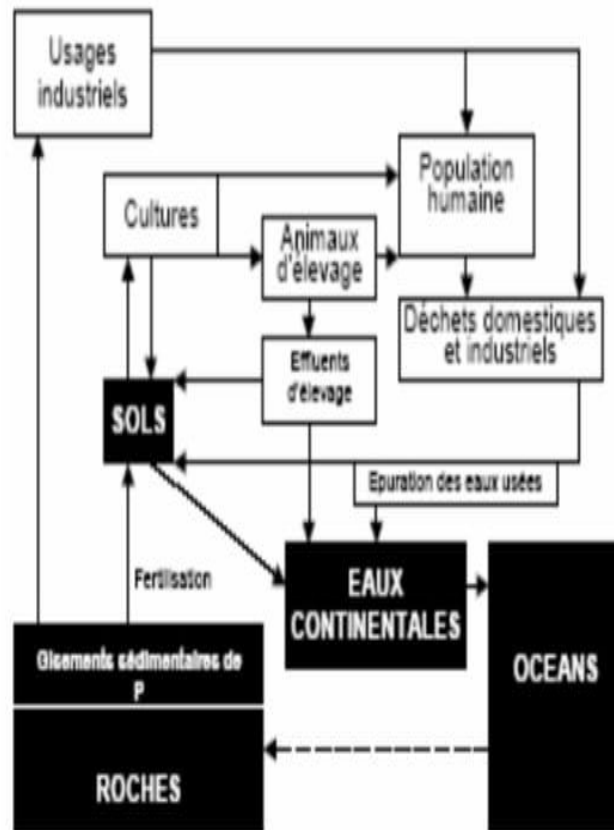 Usages
industriels
Population
humaine
Cultures
Animaux
d'élevage
Déchets domestiques
et industriels
Effluents
d'élevage
SOLS
Epuration des eaux usées
Fertilisation
EAUX
CONTINENTALES
OCEANS
Gisements sédimentaires de
P
ROCHES